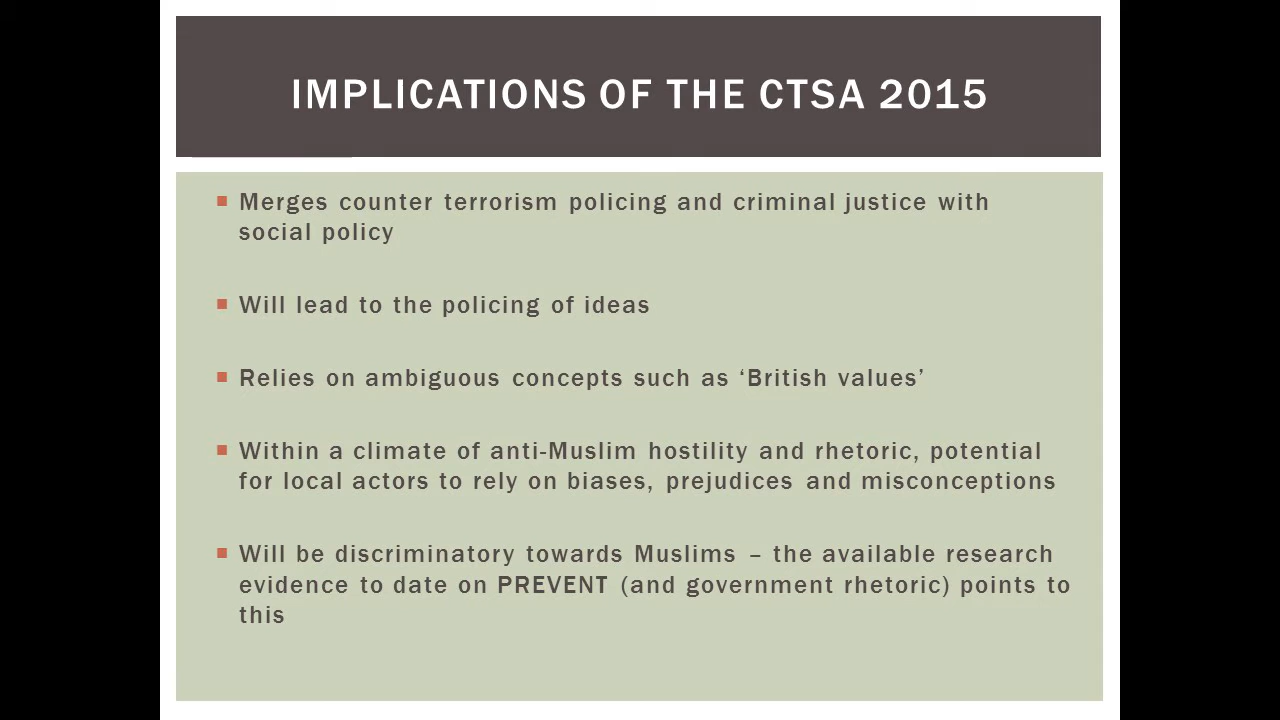 IMPLICATIONS OF THE CTSA 2015
Merges counter terrorism policing and criminal justice with
social policy
Will lead to the policing of ideas
Relies on ambiguous concepts such as ‘British values’
Within a climate of anti-Muslim hostility and rhetoric, potential
for local actors to rely on biases, prejudices and misconceptions
Will be discriminatory towards Muslims – the available research
evidence to date on PREVENT (and government rhetoric) points to
this